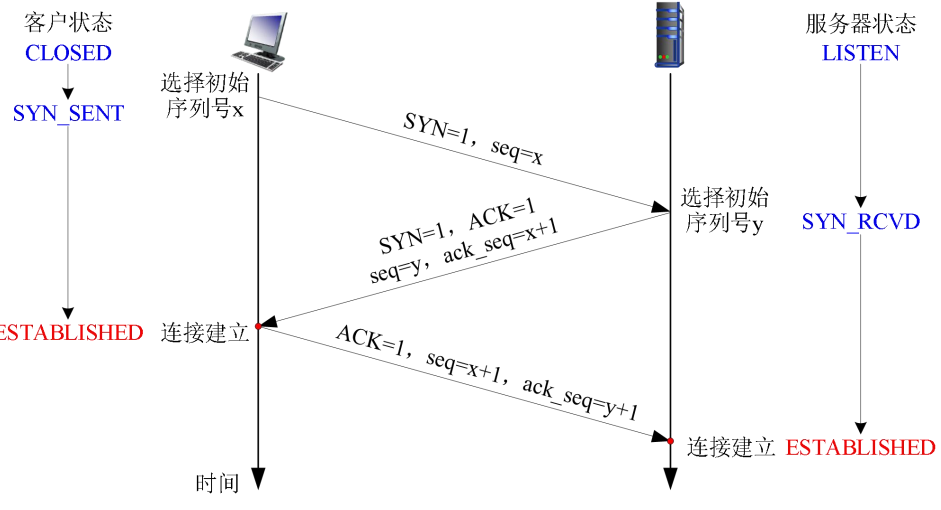 客户状态
CLOSED
SYN_SENT
ESTABLISHED
选择初始
序列号x
SYN=1，seq=x
选择初始
序列号y
SYN=1，ACK=1
seq=y，ack_seq=x+1
连接建立
ACK=1，seq=x+1，ack_seq=y+1
连接建立
时间
服务器状态
LISTEN
SYN_RCVD
ESTABLISHED